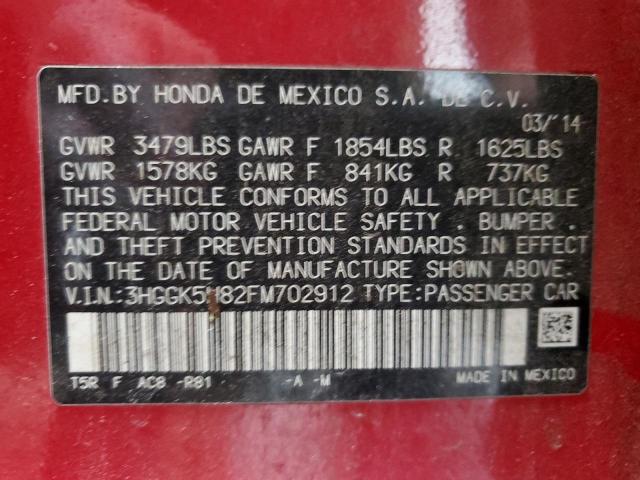 MFD.BY HONDA DE MEXICO S.A. DE C.V.
03/'14
GVWR 3479LBS GAWR F 1854LBS R 1625LBS
GVWR 1578KG GAWR F 841KG R 737KG
THIS VEHICLE CONFORMS TO ALL APPLICABLE
FEDERAL MOTOR VEHICLE SAFETY . BUMPER .
AND THEFT PREVENTION STANDARDS IN EFFECT
ON THE DATE OF MANUFACTURE SHOWN ABOVE.
V.I.N.: TYPE:PASSENGER CAR
T5R F AC8 -R81 -A -M MADE IN MEXICO